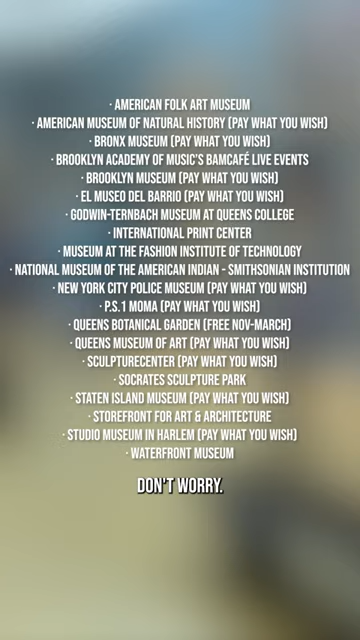 · AMERICAN FOLK ART MUSEUM
· AMERICAN MUSEUM OF NATURAL HISTORY (PAY WHAT YOU WISH)
· BRONX MUSEUM (PAY WHAT YOU WISH)
· BROOKLYN ACADEMY OF MUSIC'S BAMCAFÉ LIVE EVENTS
· BROOKLYN MUSEUM (PAY WHAT YOU WISH)
· EL MUSEO DEL BARRIO (PAY WHAT YOU WISH)
· GODWIN-TERNBACH MUSEUM AT QUEENS COLLEGE
· INTERNATIONAL PRINT CENTER
· MUSEUM AT THE FASHION INSTITUTE OF TECHNOLOGY
· NATIONAL MUSEUM OF THE AMERICAN INDIAN - SMITHSONIAN INSTITUTION
· NEW YORK CITY POLICE MUSEUM (PAY WHAT YOU WISH)
· P.S.1 MOMA (PAY WHAT YOU WISH)
· QUEENS BOTANICAL GARDEN (FREE NOV-MARCH)
· QUEENS MUSEUM OF ART (PAY WHAT YOU WISH)
· SCULPTURECENTER (PAY WHAT YOU WISH)
· SOCRATES SCULPTURE PARK
· STATEN ISLAND MUSEUM (PAY WHAT YOU WISH)
· STOREFRONT FOR ART & ARCHITECTURE
· STUDIO MUSEUM IN HARLEM (PAY WHAT YOU WISH)
· WATERFRONT MUSEUM
DON'T WORRY.